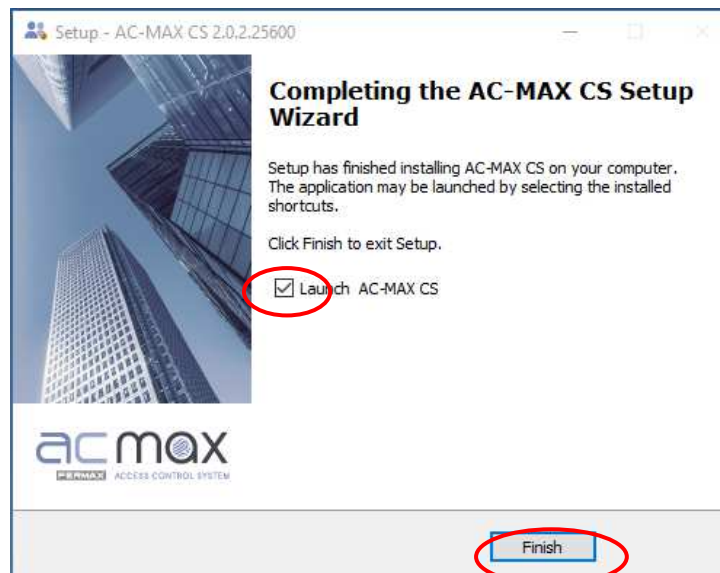 Setup - AC-MAX CS 2.0.2.25600
Completing the AC-MAX CS Setup
Wizard
Setup has finished installing AC-MAX CS on your computer.
The application may be launched by selecting the installed
shortcuts.
Click Finish to exit Setup.
Launch AC-MAX CS
acmax
FERMAX ACCESS CONTROL SYSTEM
Finish